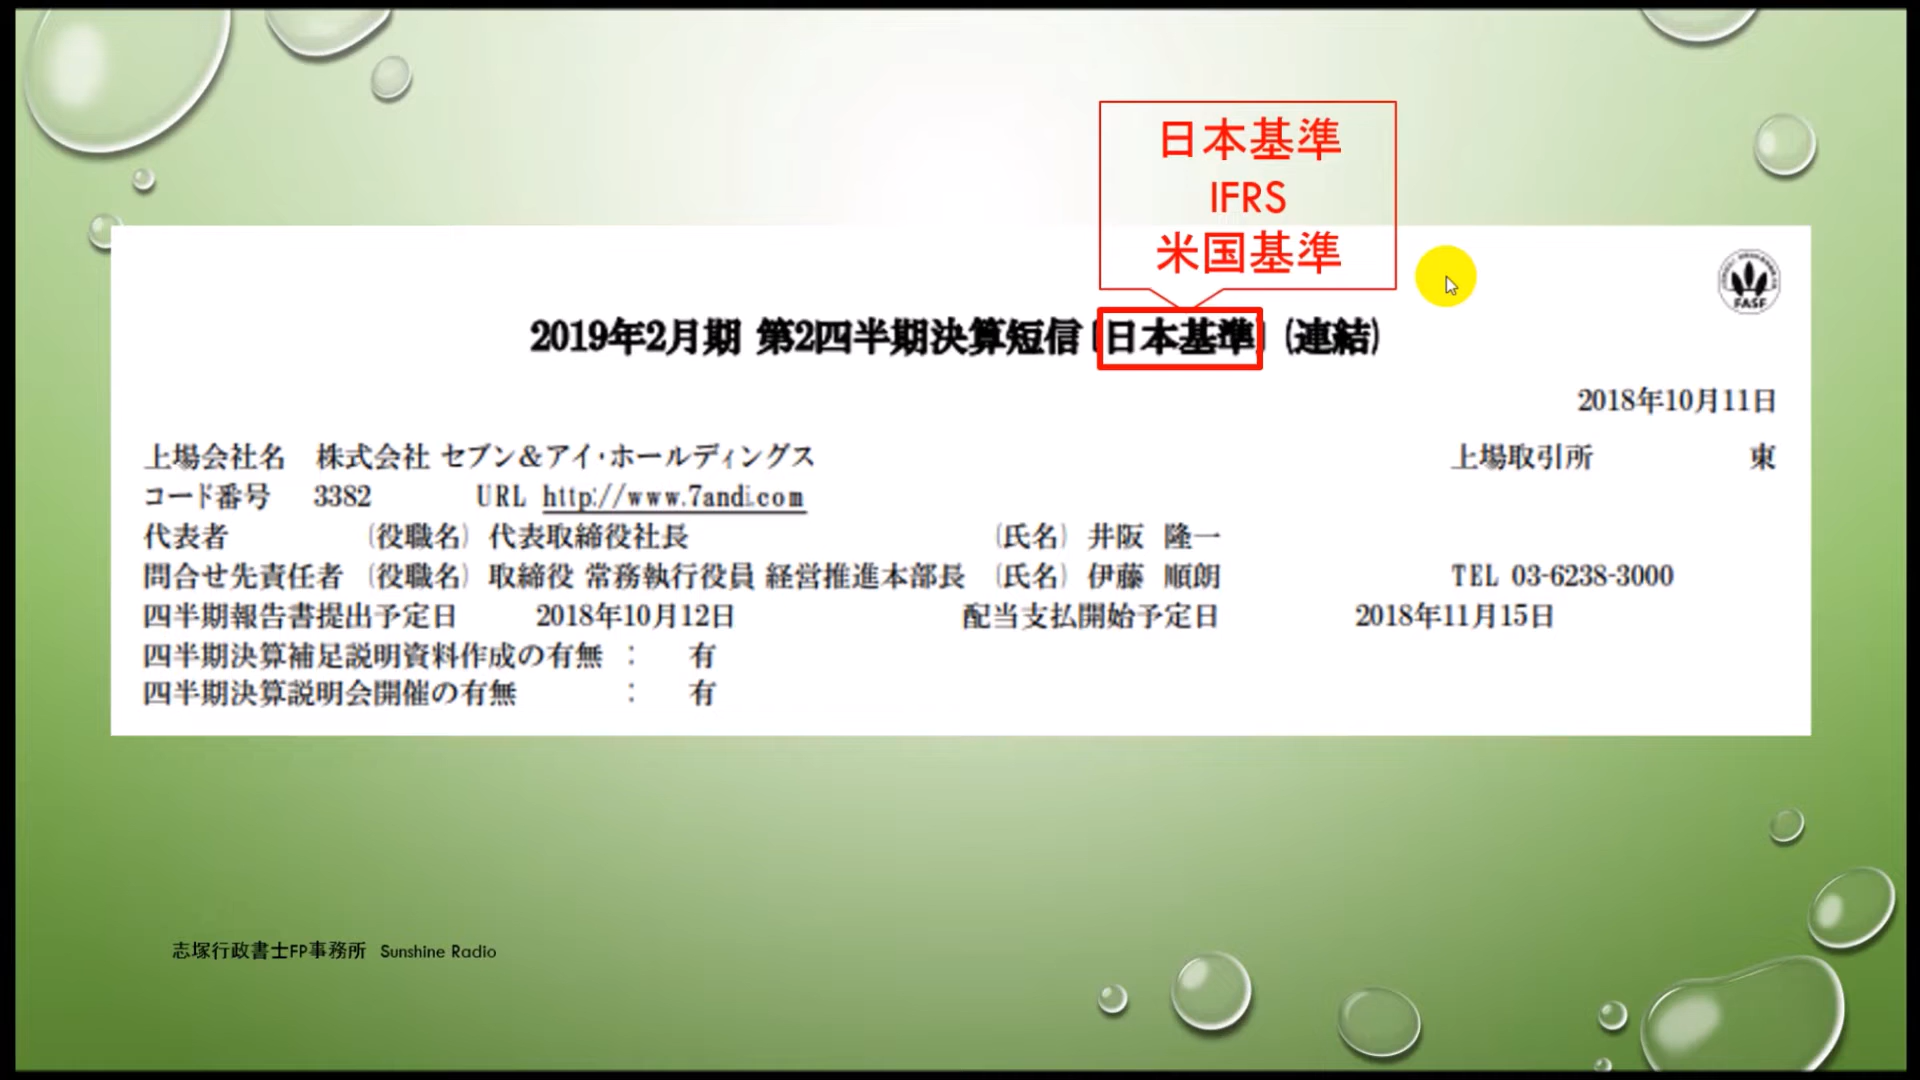 日本基準
IFRS
米国基準
FASF
2019年2月期 第2四半期決算短信〔日本基準〕（連結）
2018年10月11日
上場会社名 株式会社 セブン&アイ・ホールディングス 上場取引所 東
コード番号 3382 URL http://www.7andi.com
代表者 （役職名） 代表取締役社長 （氏名） 井阪 隆一
問合せ先責任者 （役職名） 取締役 常務執行役員 経営推進本部長 （氏名） 伊藤 順朗 TEL 03-6238-3000
四半期報告書提出予定日 2018年10月12日 配当支払開始予定日 2018年11月15日
四半期決算補足説明資料作成の有無 ： 有
四半期決算説明会開催の有無 ： 有
志塚行政書士FP事務所 Sunshine Radio